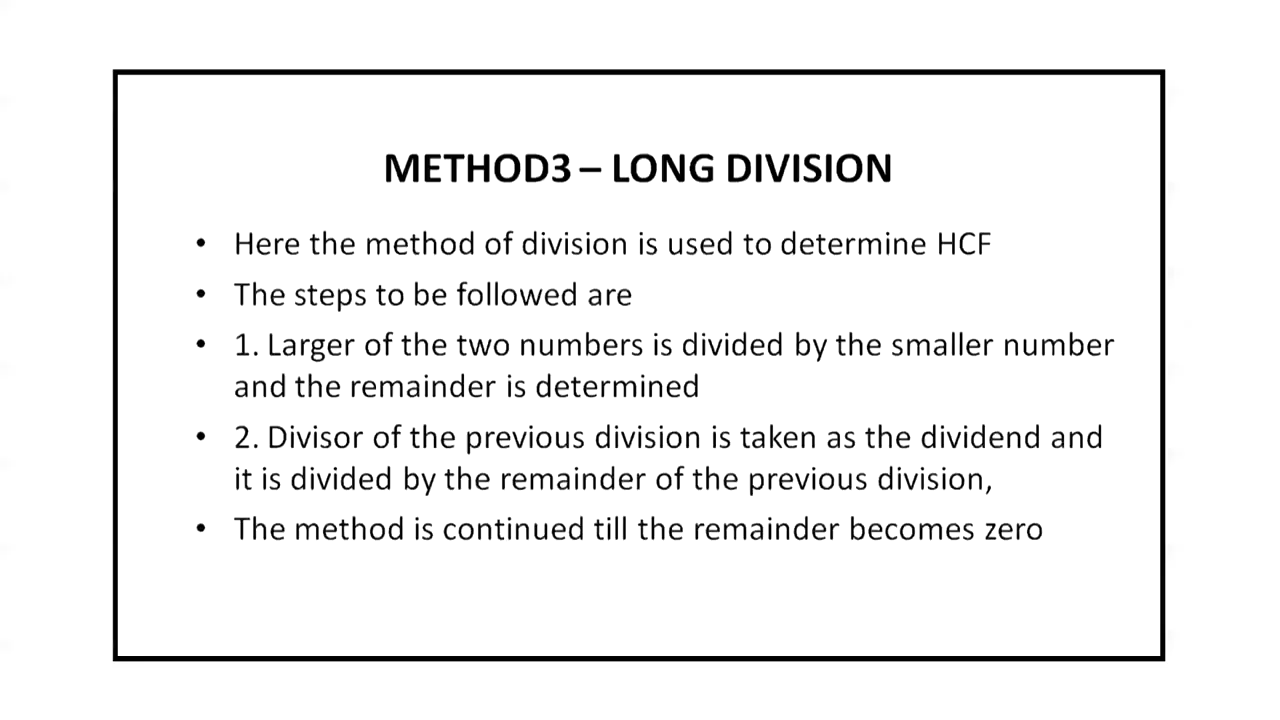 METHOD3 – LONG DIVISION
• Here the method of division is used to determine HCF
• The steps to be followed are
• 1. Larger of the two numbers is divided by the smaller number
and the remainder is determined
• 2. Divisor of the previous division is taken as the dividend and
it is divided by the remainder of the previous division,
• The method is continued till the remainder becomes zero